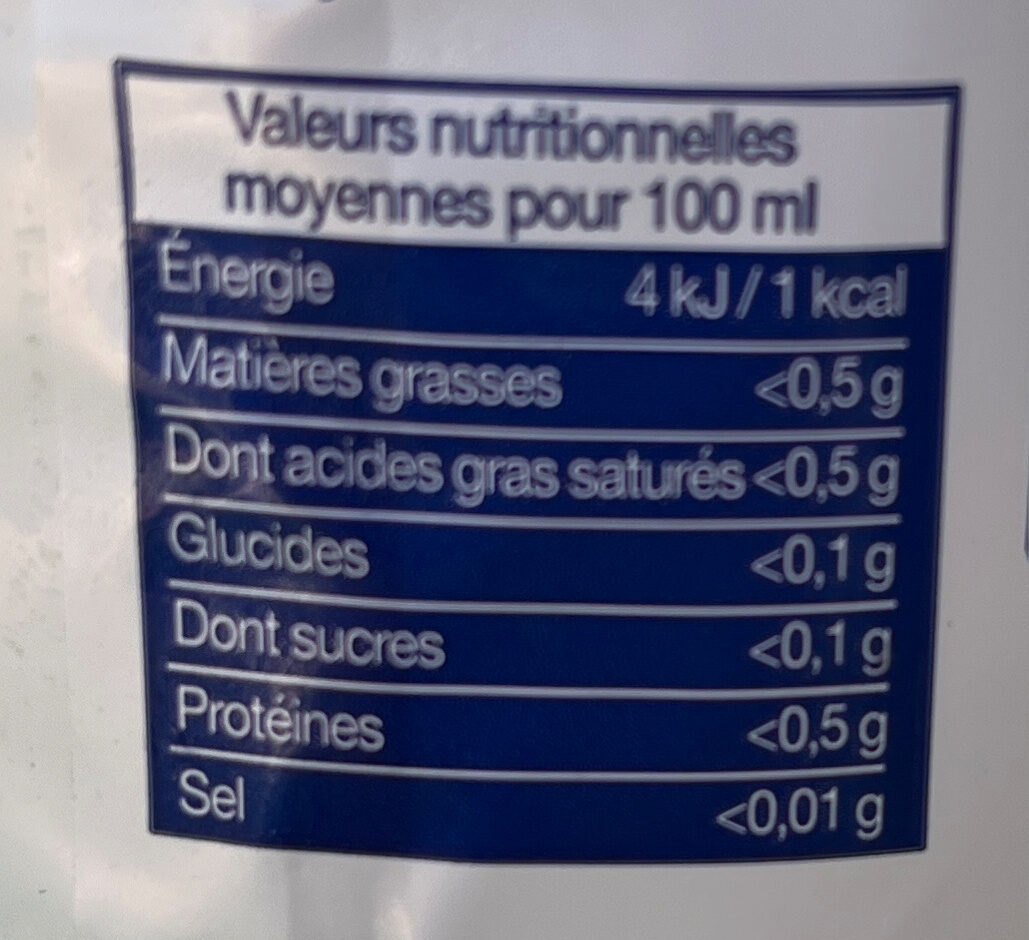 Valeurs nutritionnelles
moyennes pour 100 ml
Énergie 4 kJ / 1 kcal
Matières grasses <0,5 g
Dont acides gras saturés <0,5 g
Glucides <0,1 g
Dont sucres <0,1 g
Protéines <0,5 g
Sel <0,01 g